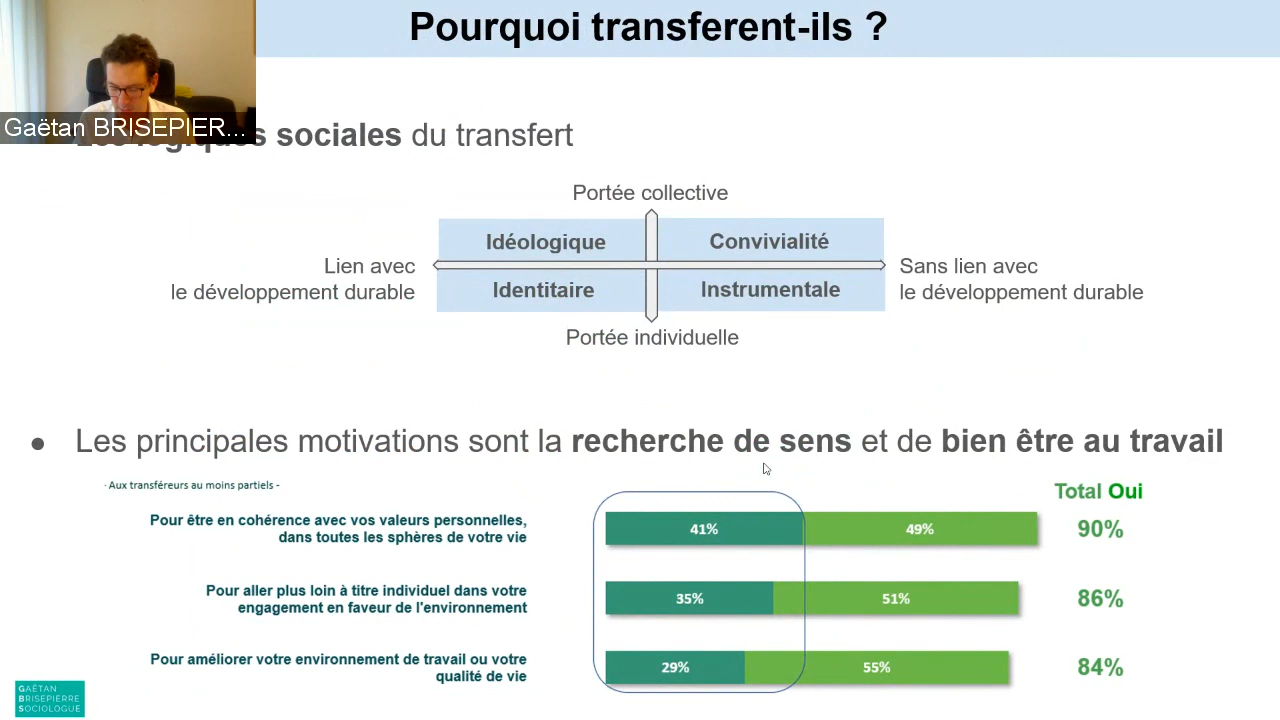 Pourquoi transferent-ils ?
Gaëtan BRISEPIER...
Les logiques sociales du transfert
Portée collective
Idéologique
Convivialité
Lien avec
le développement durable
Sans lien avec
le développement durable
Identitaire
Instrumentale
Portée individuelle
● Les principales motivations sont la recherche de sens et de bien être au travail
- Aux transféreurs au moins partiels -
Total Oui
Pour être en cohérence avec vos valeurs personnelles,
dans toutes les sphères de votre vie
41%
49%
90%
Pour aller plus loin à titre individuel dans votre
engagement en faveur de l'environnement
35%
51%
86%
Pour améliorer votre environnement de travail ou votre
qualité de vie
29%
55%
84%
GAËTAN
BRISEPIERRE
SOCIOLOGUE